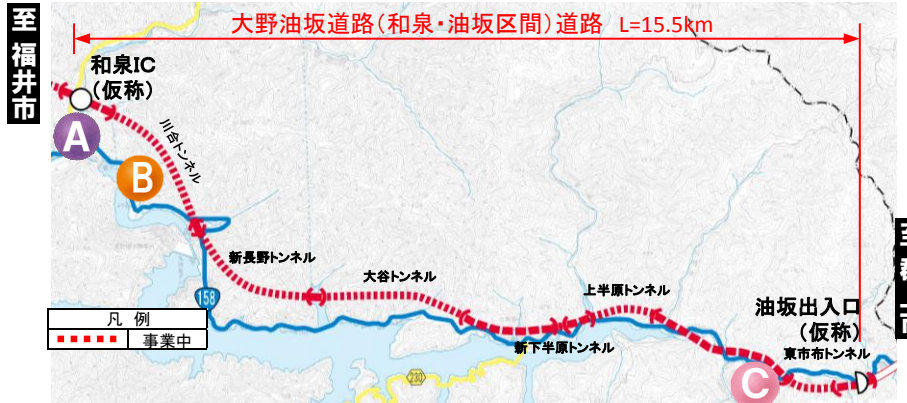 大野油坂道路(和泉・油坂区間)道路 L=15.5km
至 福井市
和泉IC
(仮称)
A
川合トンネル
B
新長野トンネル
大谷トンネル
上半原トンネル
158
油坂出入口
(仮称)
凡 例
事業中
新下半原トンネル
東市布トンネル
230
C